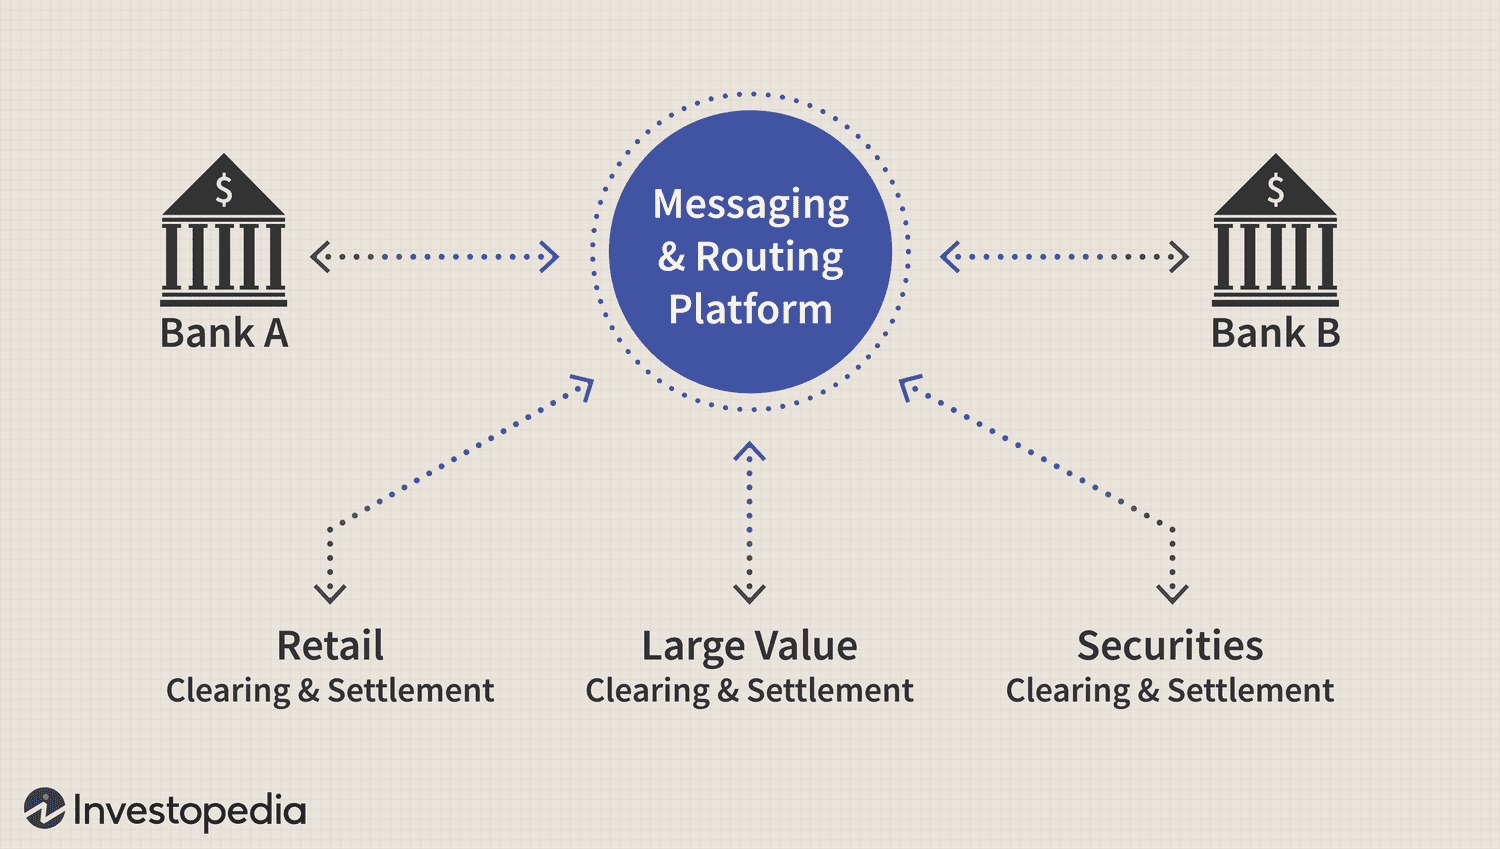 $
$
Messaging
& Routing
Platform
Bank A
Bank B
Retail
Clearing & Settlement
Large Value
Clearing & Settlement
Securities
Clearing & Settlement
Investopedia